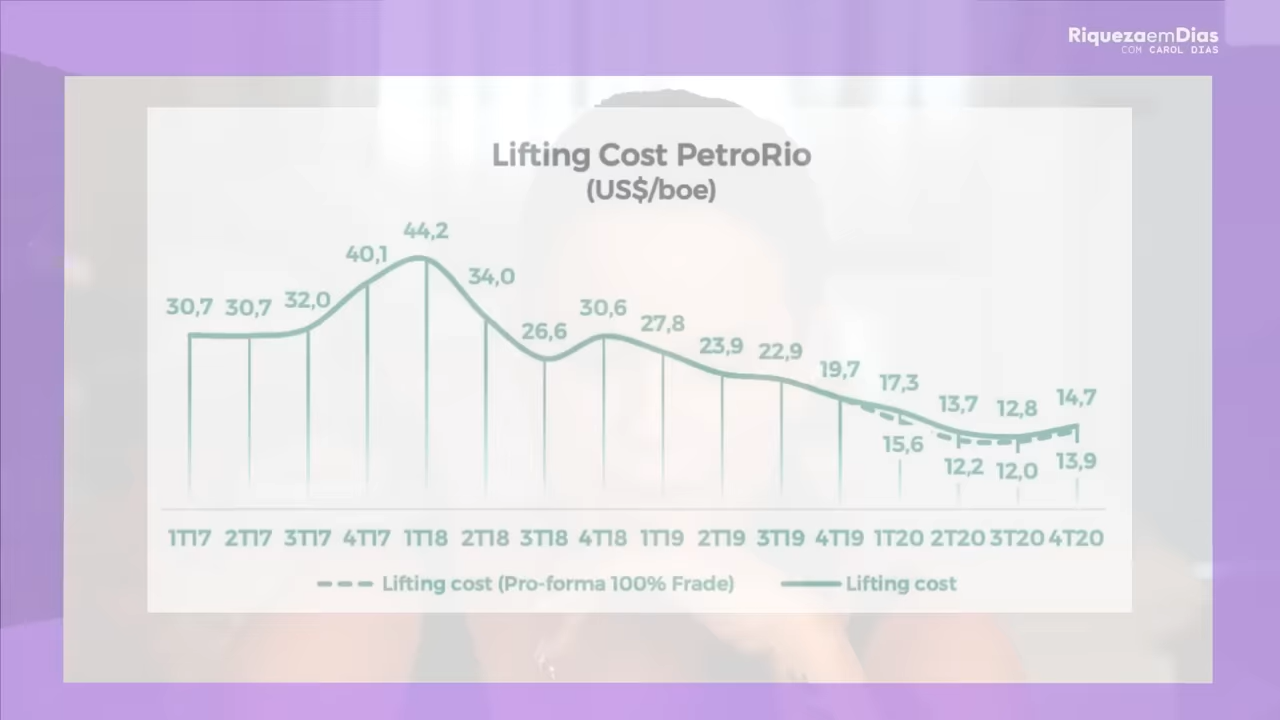 RiquezaemDias
COM CAROL DIAS
Lifting Cost PetroRio
(US$/boe)
44,2
40,1
34,0
30,7 30,7 32,0
26,6
30,6
27,8
23,9 22,9
19,7
17,3
13,7 12,8 14,7
15,6
12,2 12,0 13,9
1T17 2T17 3T17 4T17 1T18 2T18 3T18 4T18 1T19 2T19 3T19 4T19 1T20 2T20 3T20 4T20
Lifting cost (Pro-forma 100% Frade) Lifting cost